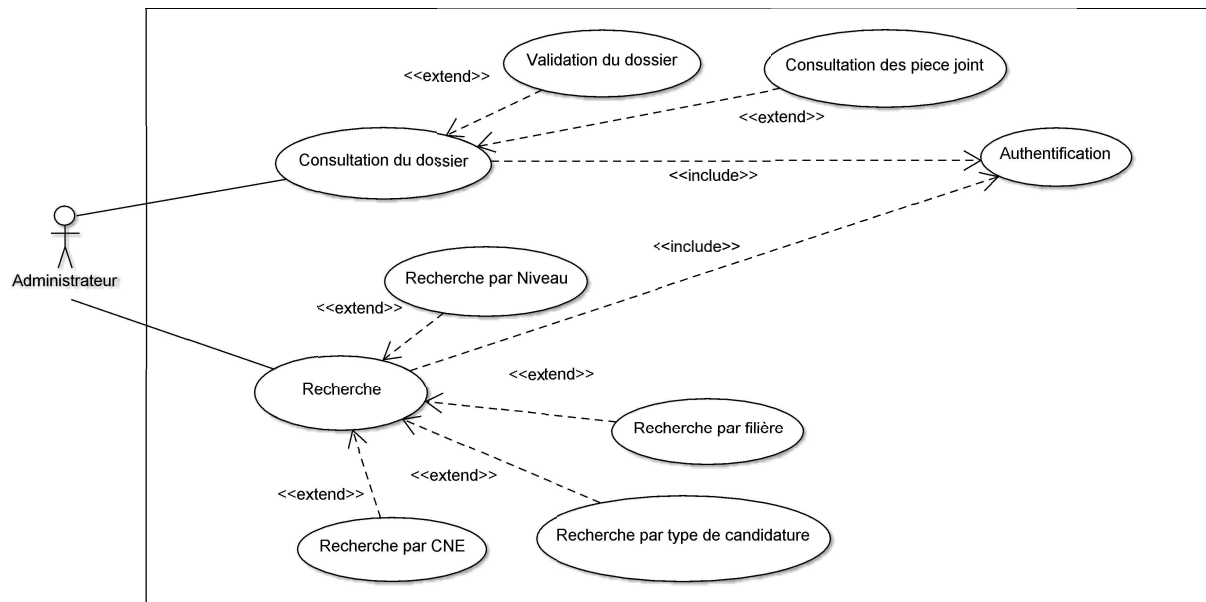 Validation du dossier
Consultation des piece joint
<<extend>>
<<extend>>
Consultation du dossier
Authentification
<<include>>
<<include>>
Administrateur
Recherche par Niveau
<<extend>>
<<extend>>
Recherche
Recherche par filière
<<extend>>
<<extend>>
Recherche par CNE
Recherche par type de candidature